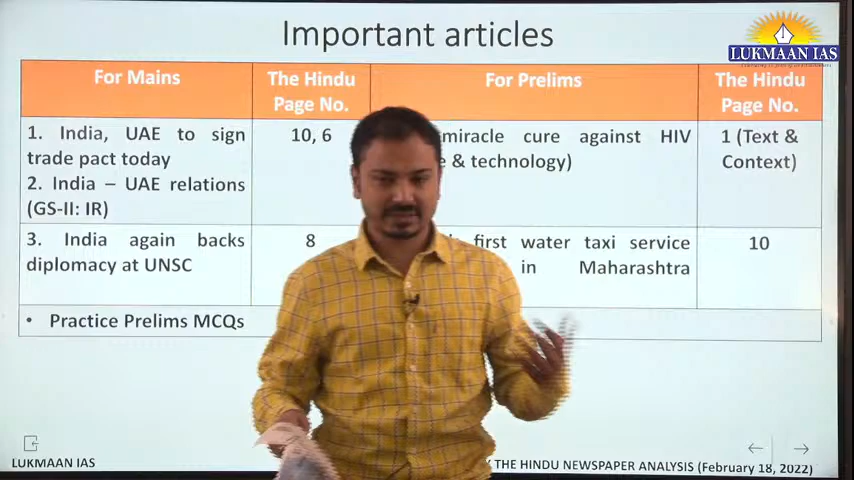 Important articles
LUKMAAN IAS
For Mains
The Hindu
Page No.
For Prelims
The Hindu
Page No.
1. India, UAE to sign
trade pact today
2. India – UAE relations
(GS-II: IR)
10, 6
miracle cure against HIV
& technology)
1 (Text &
Context)
3. India again backs
diplomacy at UNSC
8
first water taxi service
in Maharashtra
10
• Practice Prelims MCQs
LUKMAAN IAS
THE HINDU NEWSPAPER ANALYSIS (February 18, 2022)